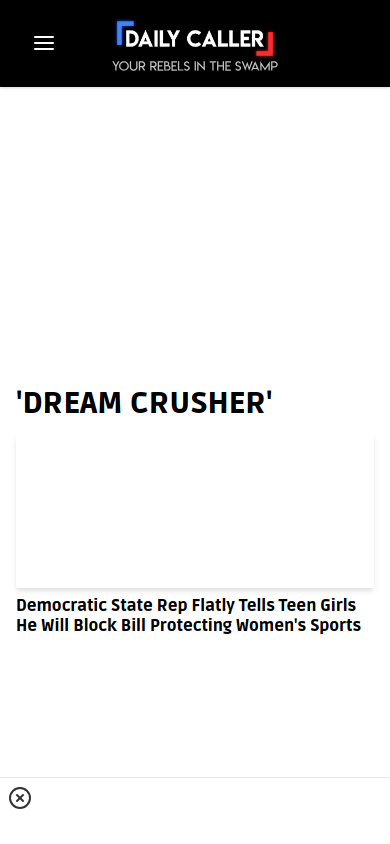 DAILY CALLER
YOUR REBELS IN THE SWAMP
'DREAM CRUSHER'
Democratic State Rep Flatly Tells Teen Girls
He Will Block Bill Protecting Women's Sports